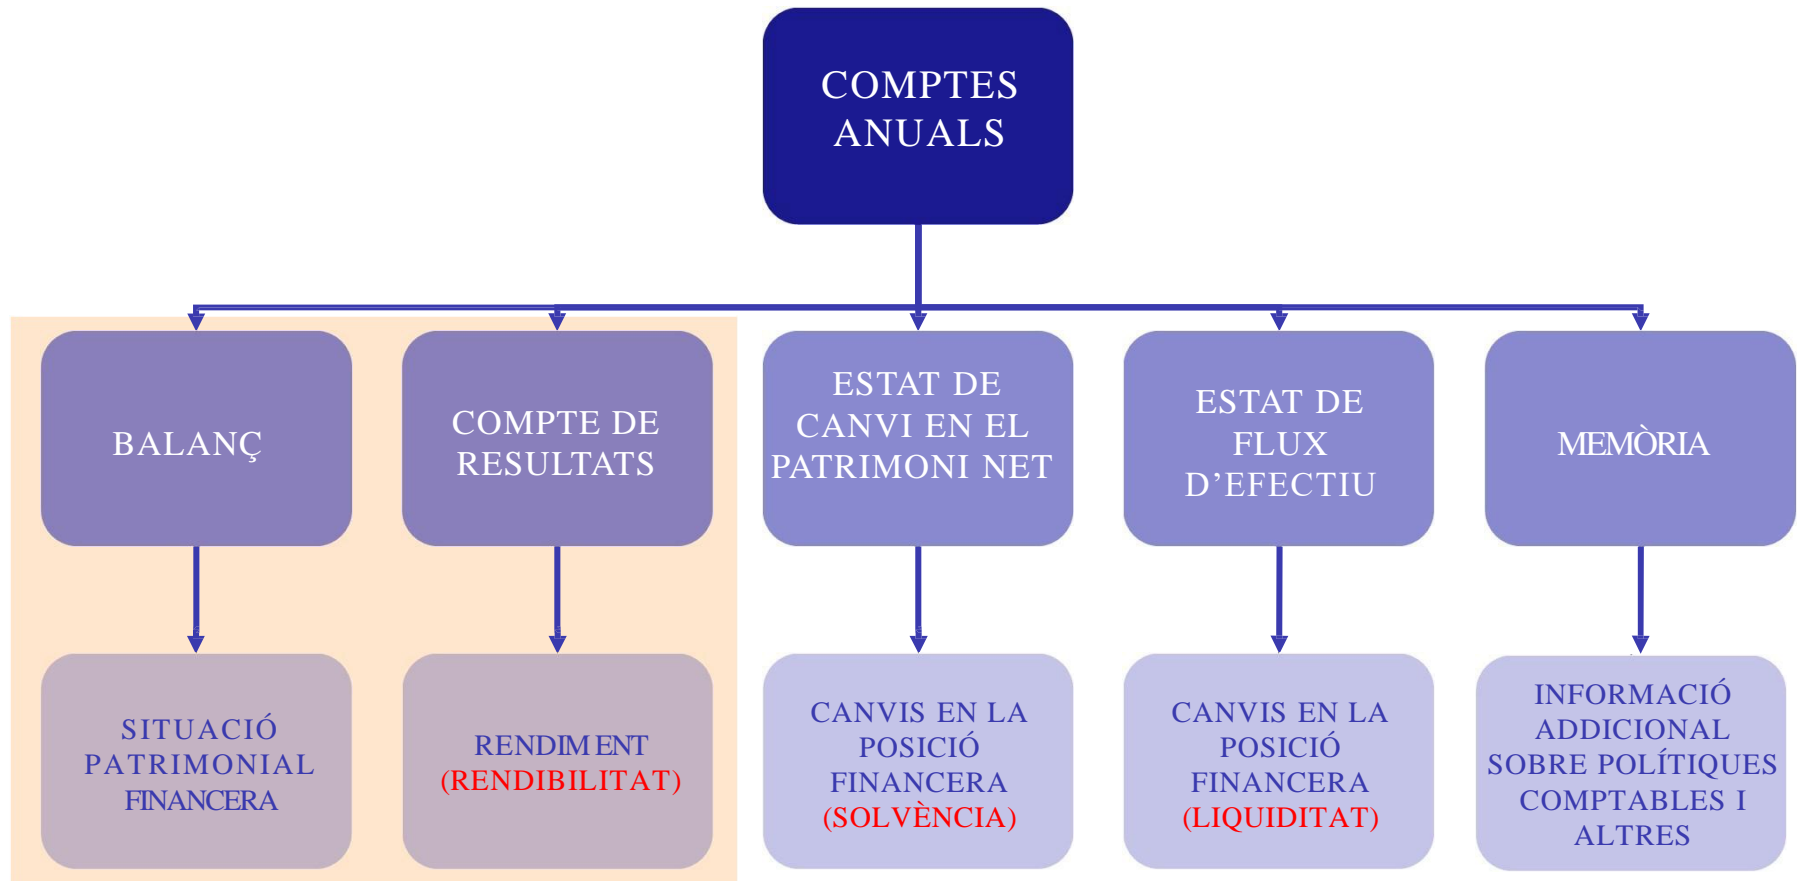 COMPTES
ANUALS
BALANÇ
COMPTE DE
RESULTATS
ESTAT DE
CANVI EN EL
PATRIMONI NET
ESTAT DE
FLUX
D’EFECTIU
MEMÒRIA
SITUACIÓ
PATRIMONIAL
FINANCERA
RENDIMENT
(RENDIBILITAT)
CANVIS EN LA
POSICIÓ
FINANCERA
(SOLVÈNCIA)
CANVIS EN LA
POSICIÓ
FINANCERA
(LIQUIDITAT)
INFORMACIÓ
ADDICIONAL
SOBRE POLÍTIQUES
COMPTABLES I
ALTRES